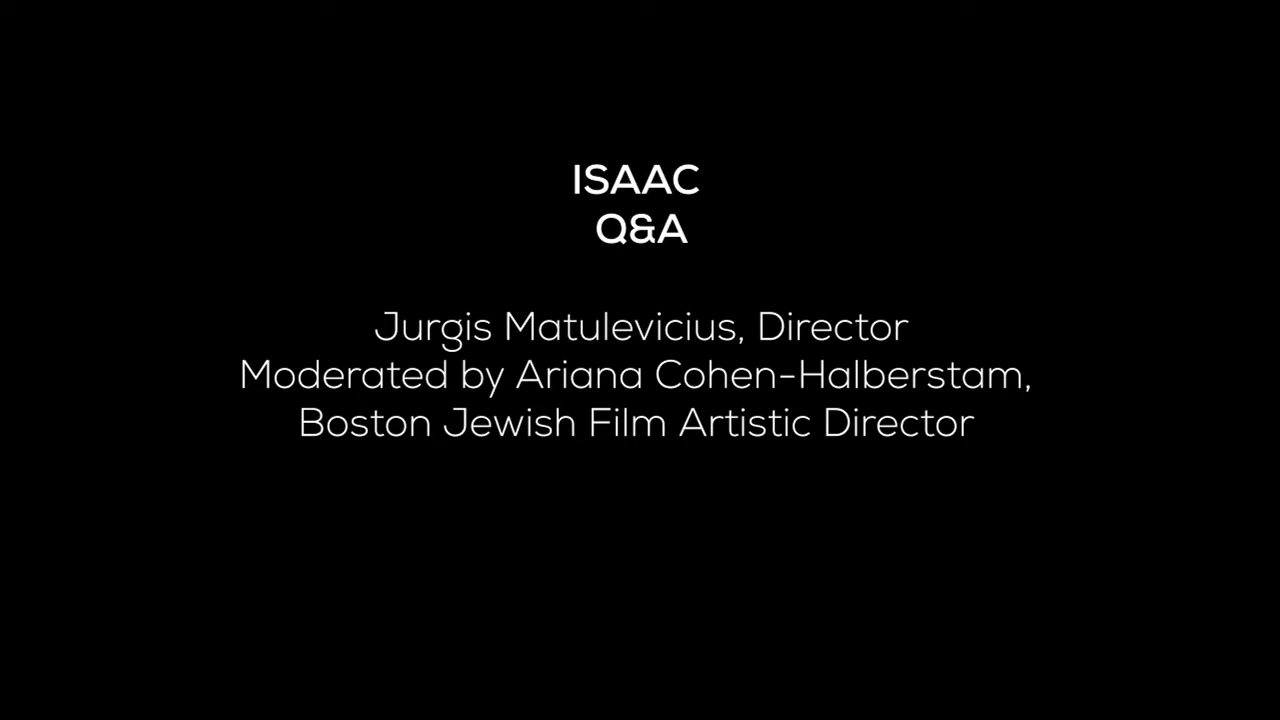 ISAAC
Q&A
Jurgis Matulevicius, Director
Moderated by Ariana Cohen-Halberstam,
Boston Jewish Film Artistic Director